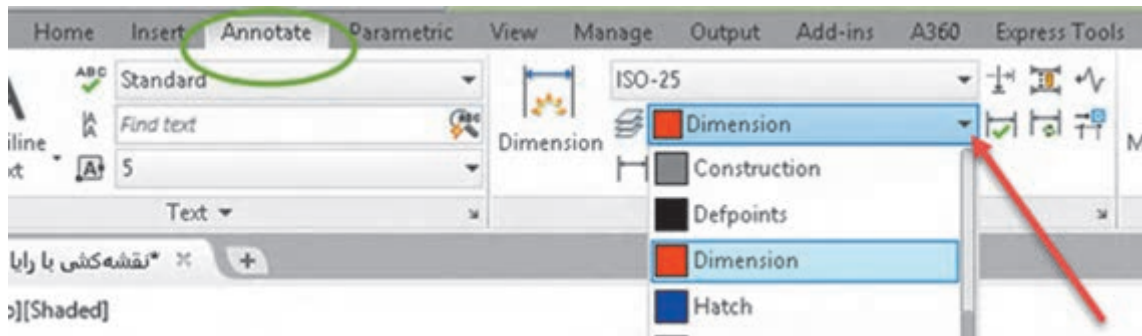 Home Insert Annotate Parametric View Manage Output Add-ins A360 Express Tools
ABC Standard ISO-25
Find text Dimension
5 Dimension
Construction
Text Defpoints
*نقشه‌کشی با رایا
Dimension
][Shaded] Hatch